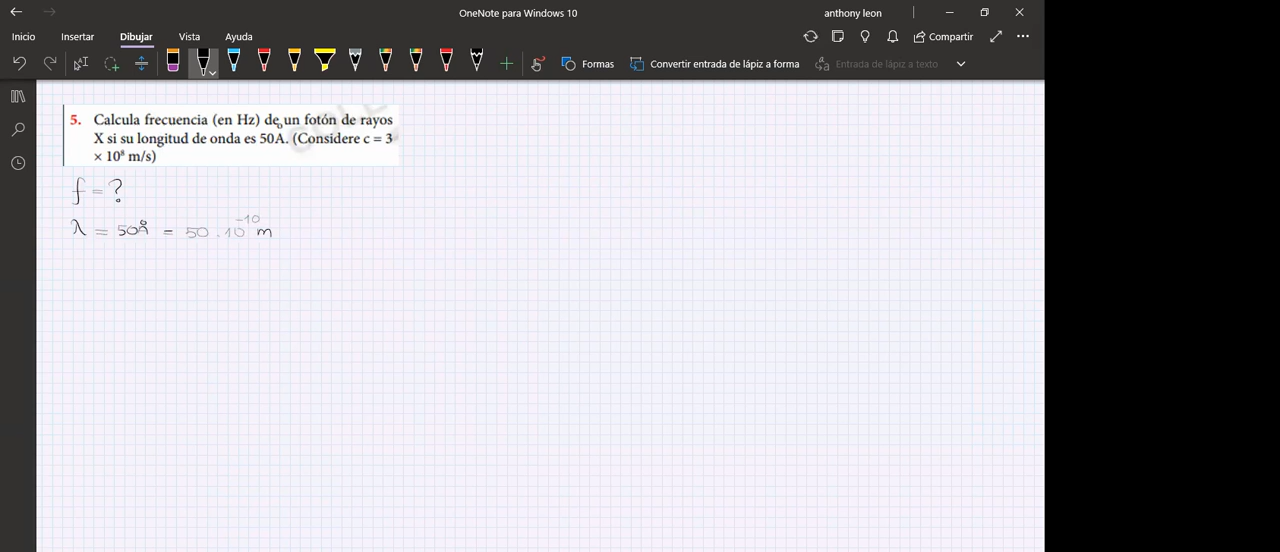 OneNote para Windows 10
anthony leon
Inicio Insertar Dibujar Vista Ayuda
Compartir
Formas
Convertir entrada de lápiz a forma
Entrada de lápiz a texto
5. Calcula frecuencia (en Hz) de un fotón de rayos
X si su longitud de onda es 50Å. (Considere c = 3
× 10⁸ m/s)
f = ?
λ = 50Å = 50 . 10⁻¹⁰ m